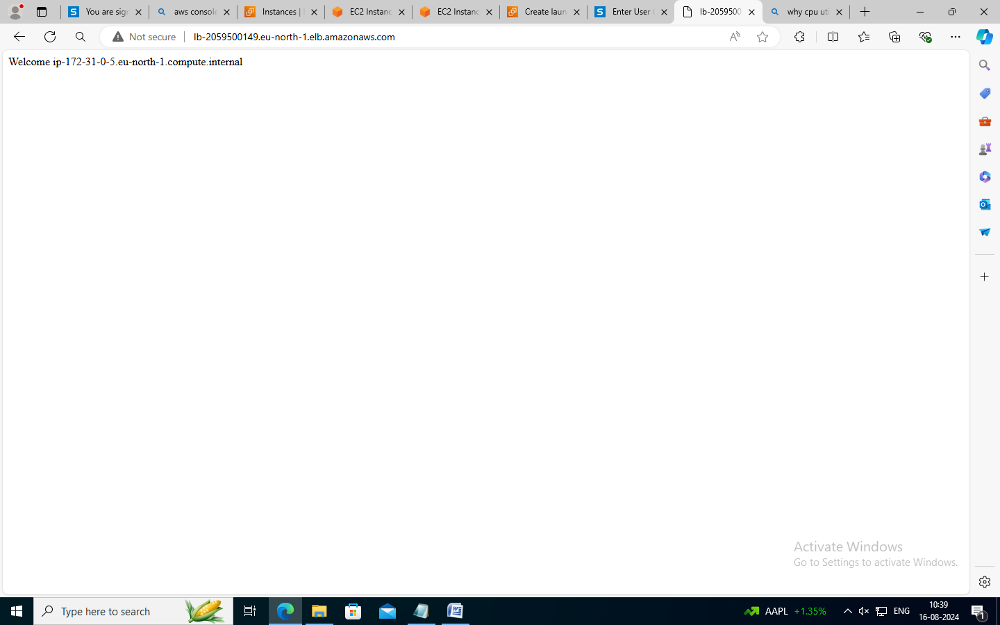 You are sign
aws console
Instances | E
EC2 Instanc
EC2 Instanc
Create laun
Enter User C
lb-2059500
why cpu uti
Not secure
lb-2059500149.eu-north-1.elb.amazonaws.com
Welcome ip-172-31-0-5.eu-north-1.compute.internal
Activate Windows
Go to Settings to activate Windows.
Type here to search
AAPL +1.35%
ENG
10:39
16-08-2024
1